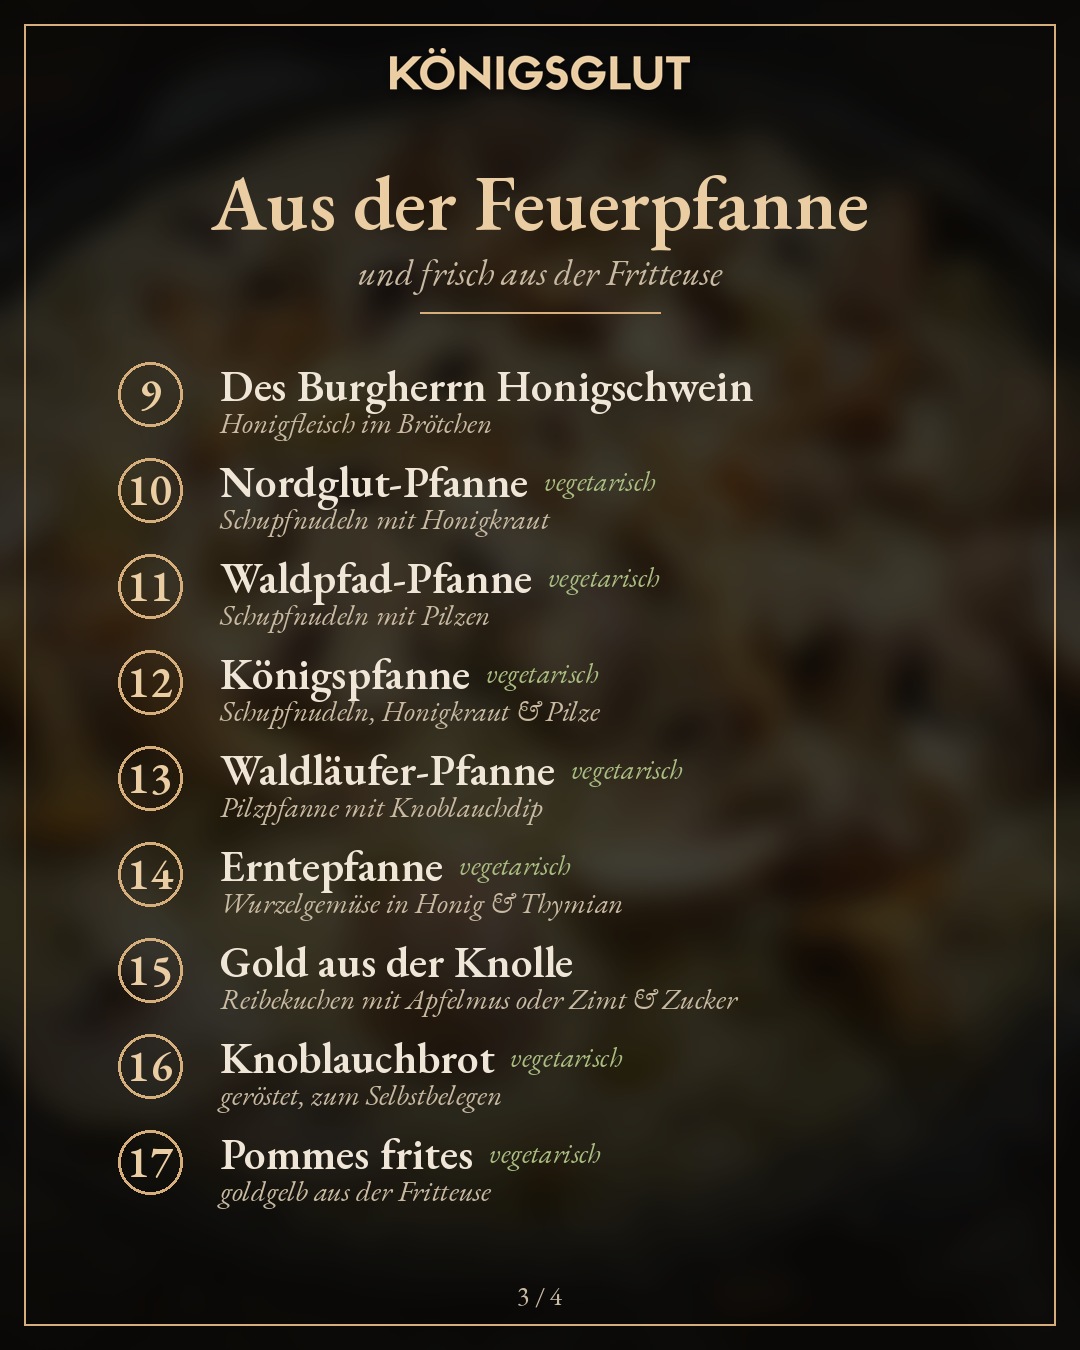 KÖNIGSGLUT
Aus der Feuerpfanne
und frisch aus der Fritteuse
9 Des Burgherrn Honigschwein
Honigfleisch im Brötchen
10 Nordglut-Pfanne vegetarisch
Schupfnudeln mit Honigkraut
11 Waldpfad-Pfanne vegetarisch
Schupfnudeln mit Pilzen
12 Königspfanne vegetarisch
Schupfnudeln, Honigkraut & Pilze
13 Waldläufer-Pfanne vegetarisch
Pilzpfanne mit Knoblauchdip
14 Erntepfanne vegetarisch
Wurzelgemüse in Honig & Thymian
15 Gold aus der Knolle
Reibekuchen mit Apfelmus oder Zimt & Zucker
16 Knoblauchbrot vegetarisch
geröstet, zum Selbstbelegen
17 Pommes frites vegetarisch
goldgelb aus der Fritteuse
3 / 4